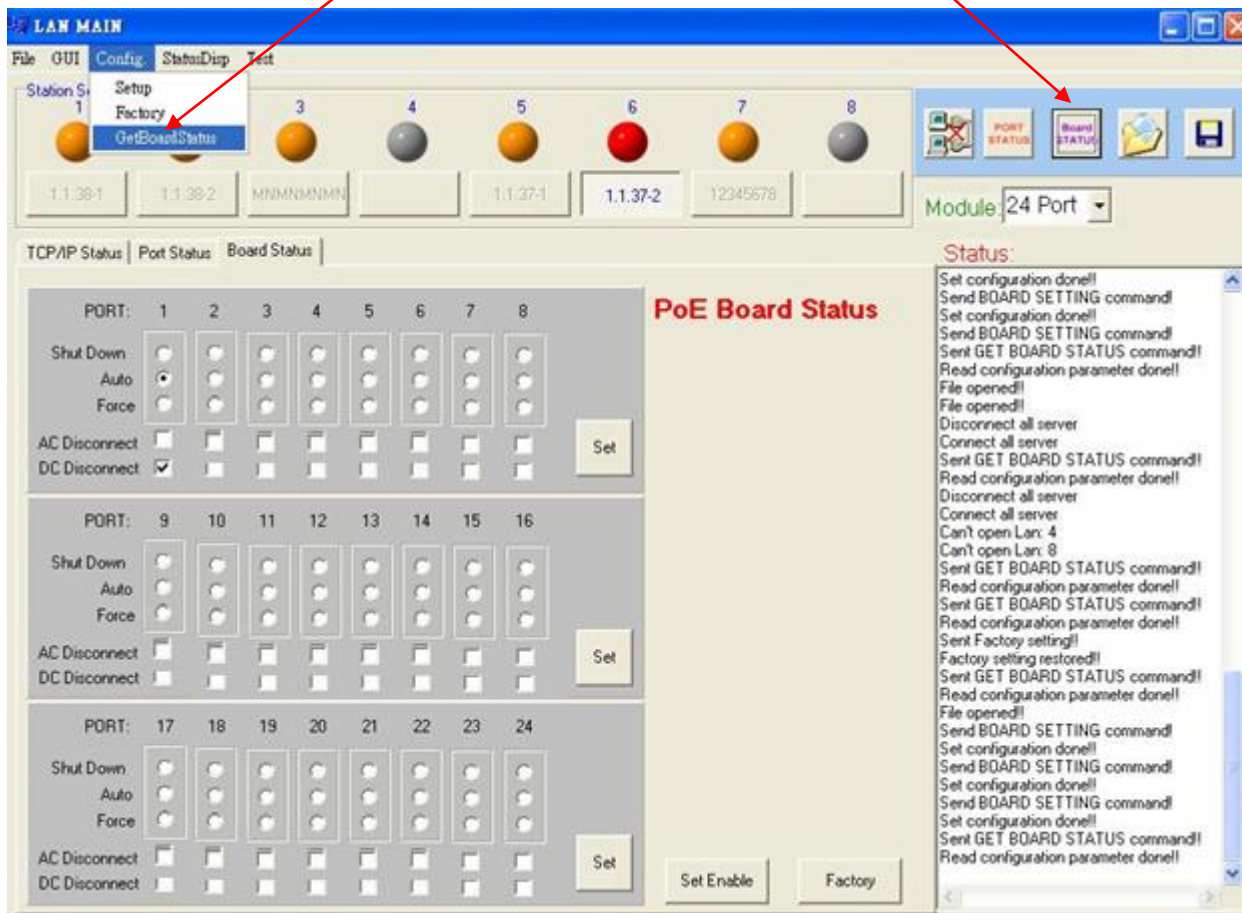 LAN MAIN
File GUI Config. StatusDisp Test
Setup
Factory
GetBoardStatus
Station S
1 3 4 5 6 7 8
1.1.38-1 1.1.38-2 MNMNMNMN 1.1.37-1 1.1.37-2 12345678
PORT STATUS
Board STATUS
Module: 24 Port
TCP/IP Status Port Status Board Status
PORT: 1 2 3 4 5 6 7 8
Shut Down
Auto
Force
AC Disconnect
DC Disconnect
Set
PORT: 9 10 11 12 13 14 15 16
Shut Down
Auto
Force
AC Disconnect
DC Disconnect
Set
PORT: 17 18 19 20 21 22 23 24
Shut Down
Auto
Force
AC Disconnect
DC Disconnect
Set
PoE Board Status
Set Enable Factory
Status:
Set configuration done!!
Send BOARD SETTING command!
Set configuration done!!
Send BOARD SETTING command!
Sent GET BOARD STATUS command!!
Read configuration parameter done!!
File opened!!
File opened!!
Disconnect all server
Connect all server
Sent GET BOARD STATUS command!!
Read configuration parameter done!!
Disconnect all server
Connect all server
Can't open Lan: 4
Can't open Lan: 8
Sent GET BOARD STATUS command!!
Read configuration parameter done!!
Sent GET BOARD STATUS command!!
Read configuration parameter done!!
Sent Factory setting!!
Factory setting restored!!
Sent GET BOARD STATUS command!!
Read configuration parameter done!!
File opened!!
Send BOARD SETTING command!
Set configuration done!!
Send BOARD SETTING command!
Set configuration done!!
Send BOARD SETTING command!
Set configuration done!!
Sent GET BOARD STATUS command!!
Read configuration parameter done!!